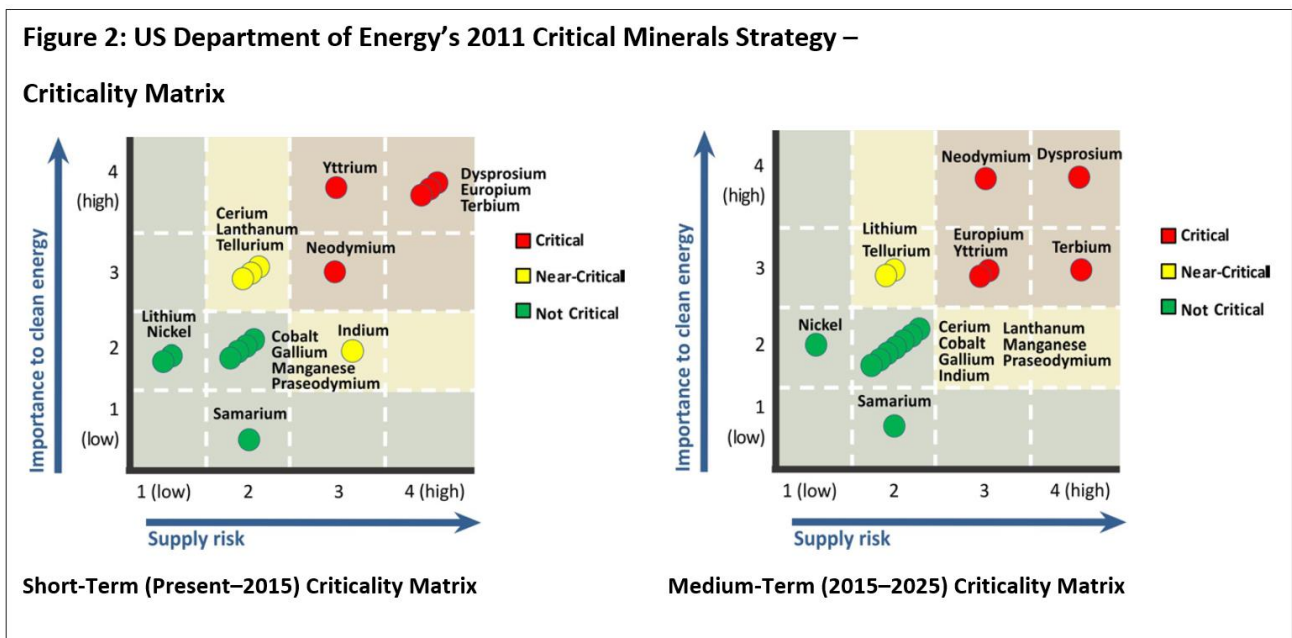 Figure 2: US Department of Energy’s 2011 Critical Minerals Strategy –
Criticality Matrix
Importance to clean energy
4
(high)
3
2
1
(low)
Yttrium
Dysprosium
Europium
Terbium
Cerium
Lanthanum
Tellurium
Neodymium
Lithium
Nickel
Cobalt
Gallium
Manganese
Praseodymium
Indium
Samarium
1 (low) 2 3 4 (high)
Supply risk
Critical
Near-Critical
Not Critical
Short-Term (Present–2015) Criticality Matrix
Importance to clean energy
4
(high)
3
2
1
(low)
Neodymium
Dysprosium
Lithium
Tellurium
Europium
Yttrium
Terbium
Nickel
Cerium
Cobalt
Gallium
Indium
Lanthanum
Manganese
Praseodymium
Samarium
1 (low) 2 3 4 (high)
Supply risk
Critical
Near-Critical
Not Critical
Medium-Term (2015–2025) Criticality Matrix